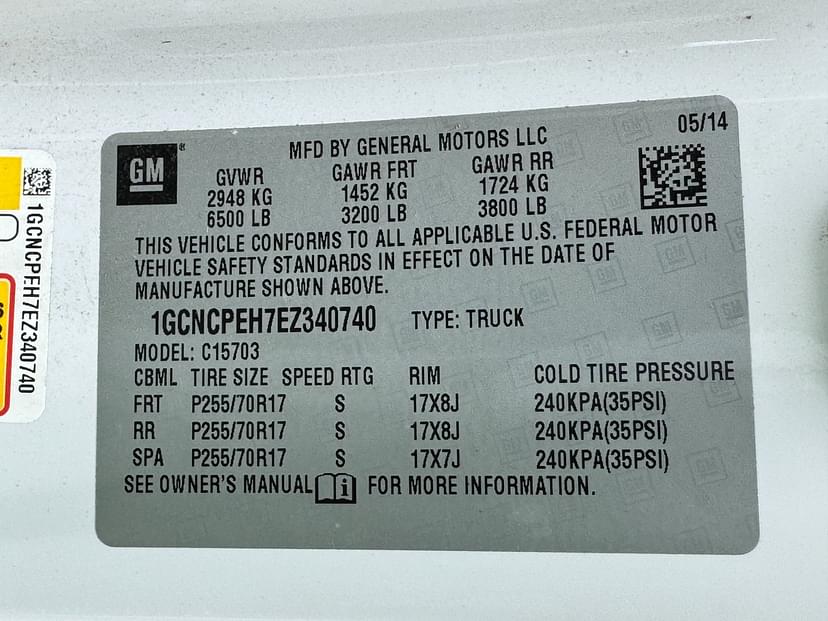 GM
MFD BY GENERAL MOTORS LLC
05/14
GVWR GAWR FRT GAWR RR
2948 KG 1452 KG 1724 KG
6500 LB 3200 LB 3800 LB
THIS VEHICLE CONFORMS TO ALL APPLICABLE U.S. FEDERAL MOTOR
VEHICLE SAFETY STANDARDS IN EFFECT ON THE DATE OF
MANUFACTURE SHOWN ABOVE.
1GCNCPEH7EZ340740 TYPE: TRUCK
MODEL: C15703
CBML TIRE SIZE SPEED RTG RIM COLD TIRE PRESSURE
FRT P255/70R17 S 17X8J 240KPA(35PSI)
RR P255/70R17 S 17X8J 240KPA(35PSI)
SPA P255/70R17 S 17X7J 240KPA(35PSI)
SEE OWNER'S MANUAL i FOR MORE INFORMATION.
1GCNCPEH7EZ340740